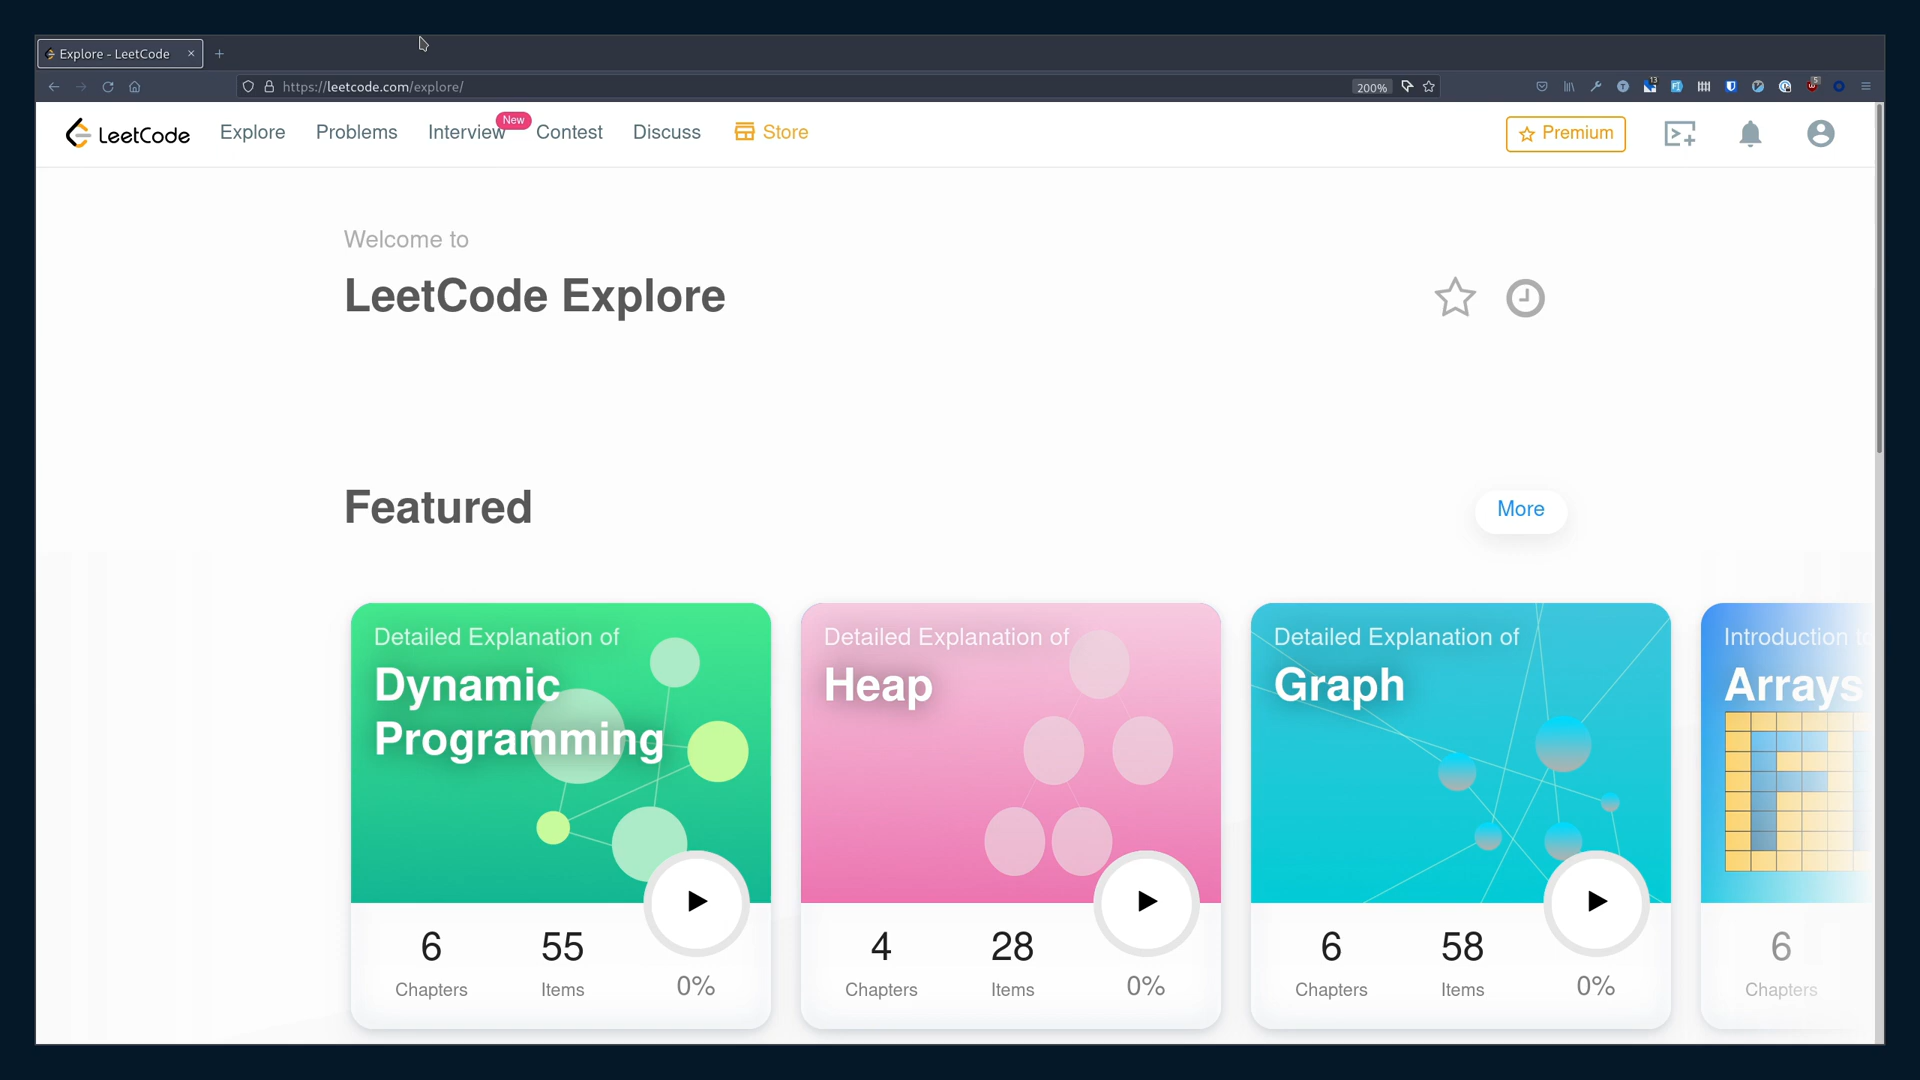 Explore - LeetCode
https://leetcode.com/explore/
200%
13
5
LeetCode Explore Problems Interview New Contest Discuss Store Premium
Welcome to
LeetCode Explore
Featured
More
Detailed Explanation of
Dynamic
Programming
6
Chapters
55
Items
0%
Detailed Explanation of
Heap
4
Chapters
28
Items
0%
Detailed Explanation of
Graph
6
Chapters
58
Items
0%
Introduction
Arrays
6
Chapters